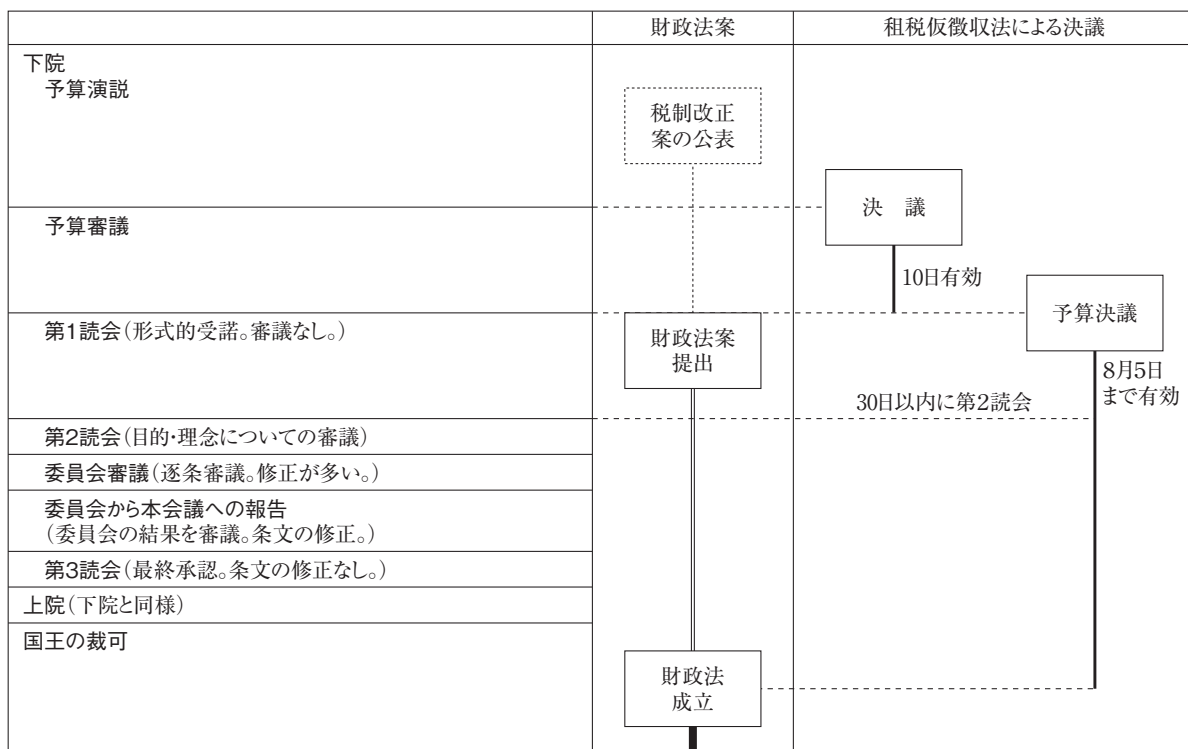 財政法案
租税仮徴収法による決議
下院
予算演説
税制改正
案の公表
決 議
予算審議
10日有効
予算決議
第1読会(形式的受諾。審議なし。)
財政法案
提出
8月5日
まで有効
30日以内に第2読会
第2読会(目的・理念についての審議)
委員会審議(逐条審議。修正が多い。)
委員会から本会議への報告
(委員会の結果を審議。条文の修正。)
第3読会(最終承認。条文の修正なし。)
上院(下院と同様)
国王の裁可
財政法
成立